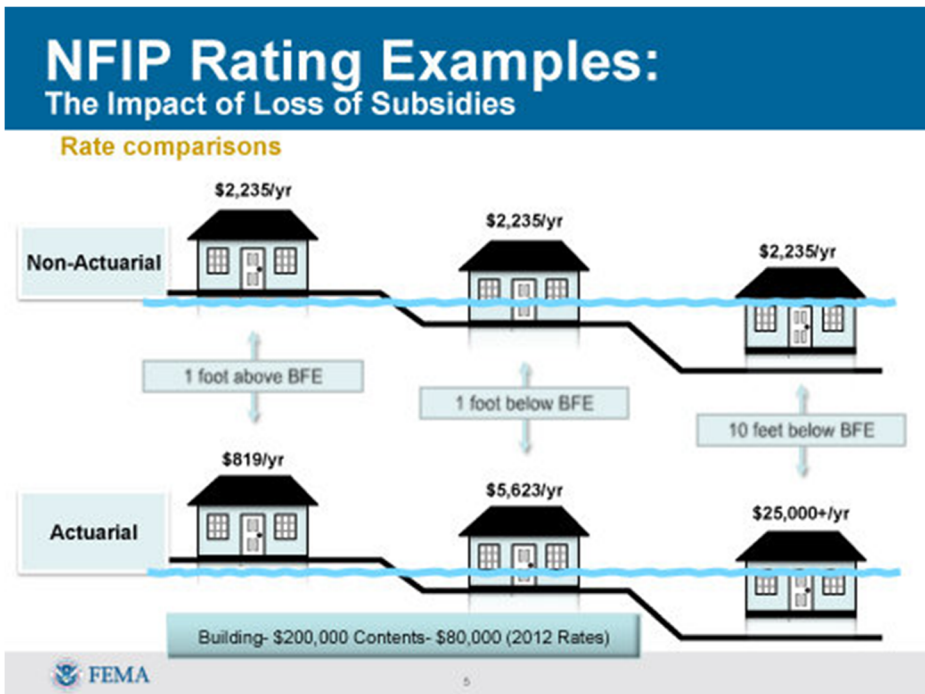 NFIP Rating Examples:
The Impact of Loss of Subsidies
Rate comparisons
$2,235/yr
$2,235/yr
$2,235/yr
Non-Actuarial
1 foot above BFE
1 foot below BFE
10 feet below BFE
$819/yr
$5,623/yr
$25,000+/yr
Actuarial
Building- $200,000 Contents- $80,000 (2012 Rates)
FEMA
5